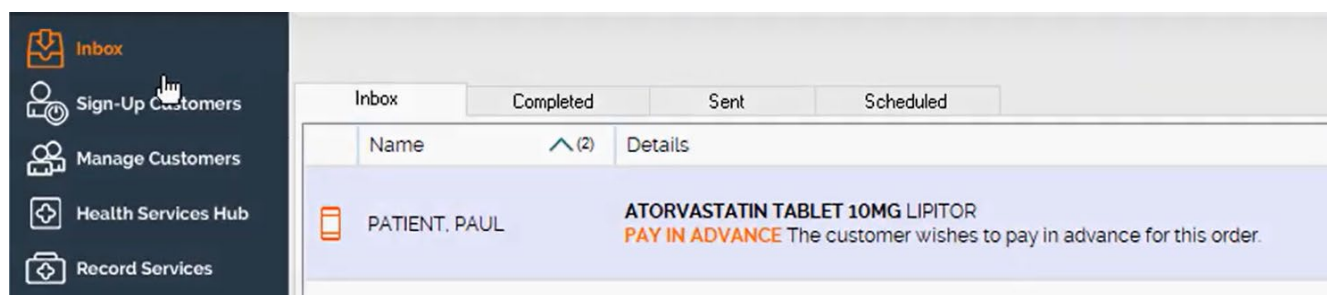 Inbox
Sign-Up Customers
Manage Customers
Health Services Hub
Record Services
Inbox Completed Sent Scheduled
Name (2) Details
PATIENT, PAUL
ATORVASTATIN TABLET 10MG LIPITOR
PAY IN ADVANCE The customer wishes to pay in advance for this order.